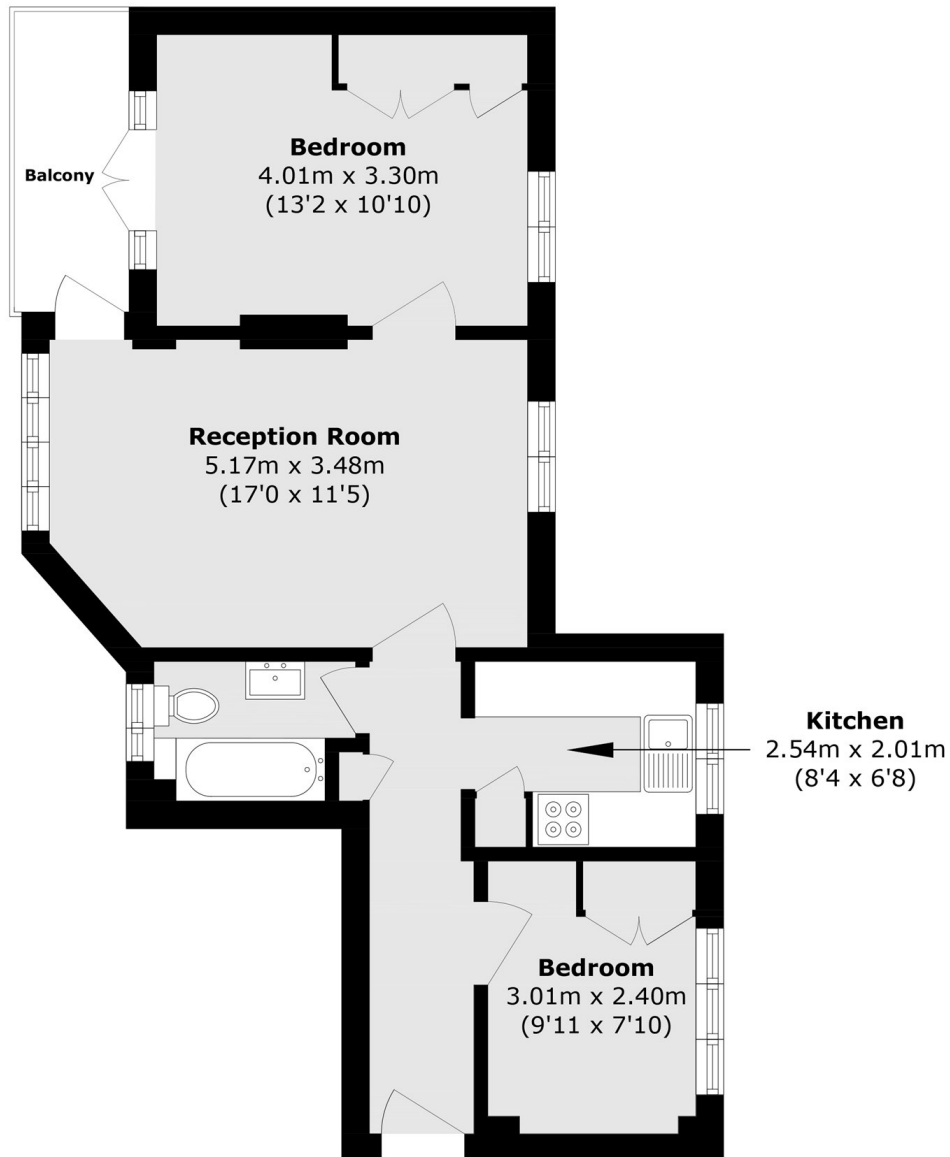 Bedroom
4.01m x 3.30m
(13'2 x 10'10)
Balcony
Reception Room
5.17m x 3.48m
(17'0 x 11'5)
Kitchen
2.54m x 2.01m
(8'4 x 6'8)
Bedroom
3.01m x 2.40m
(9'11 x 7'10)